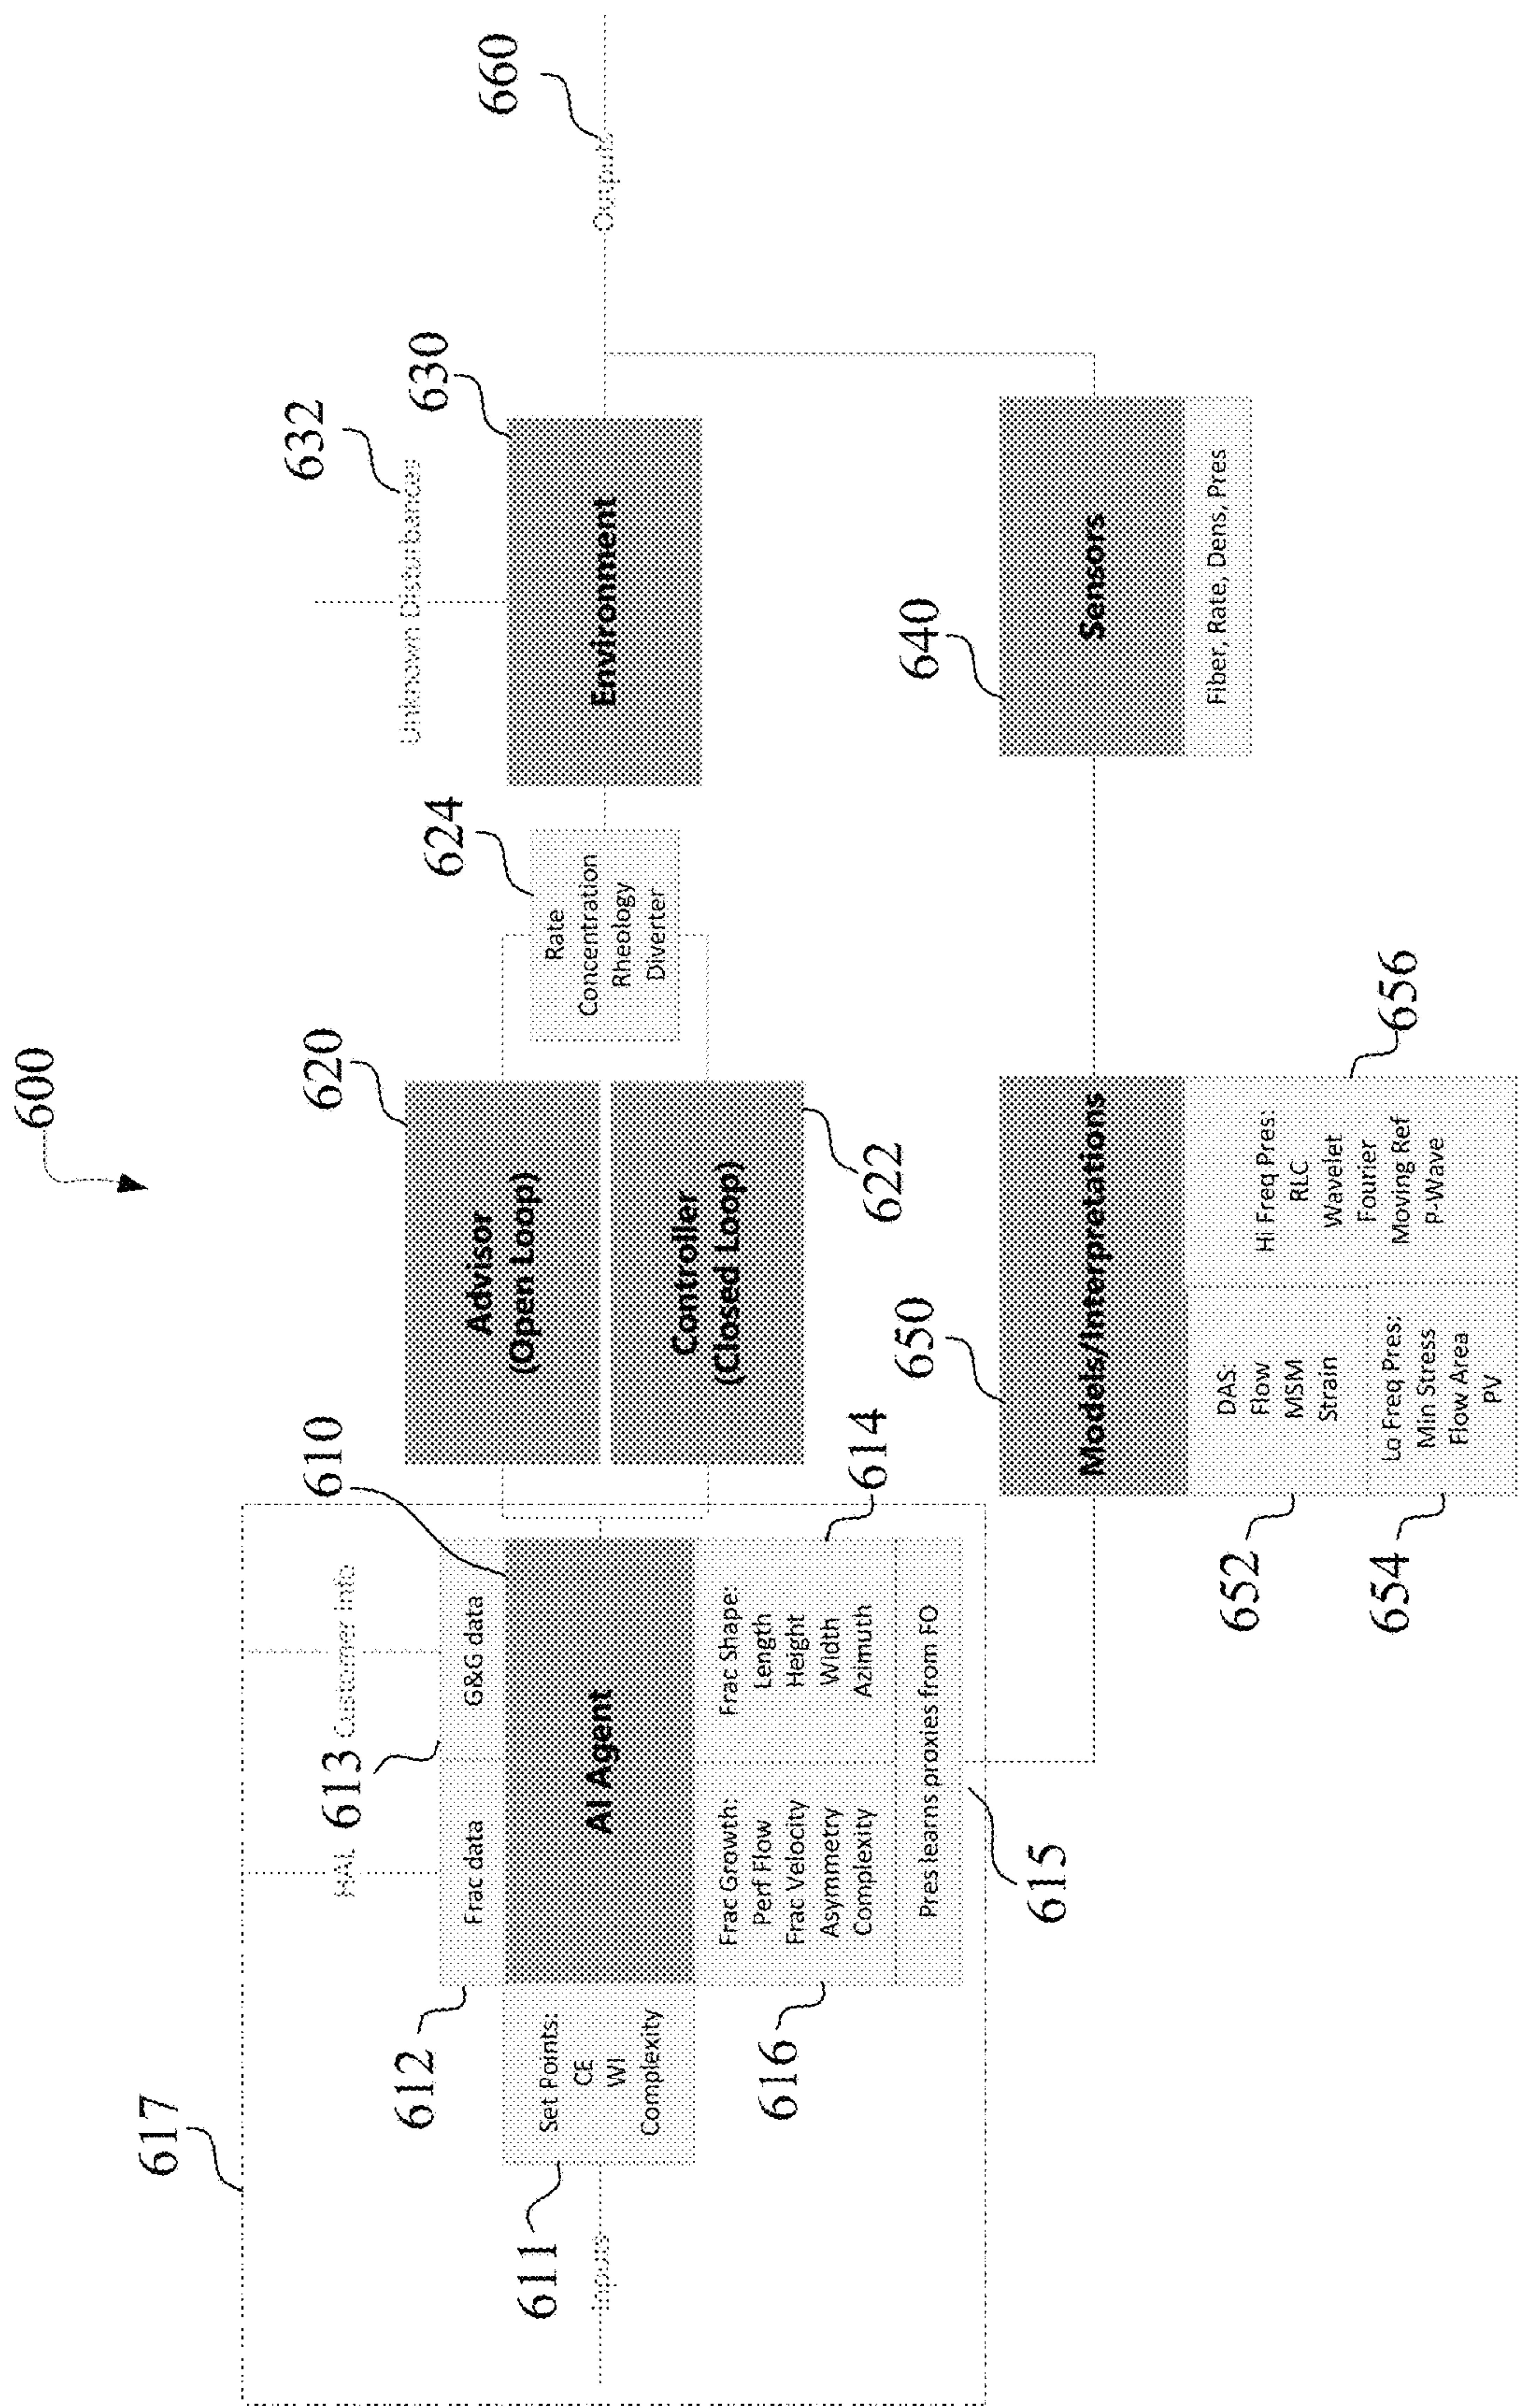 600
617
612
HAL
613
Customer Info
610
620
624
632
630
660
611
Inputs
Set Points:
CE
WI
Complexity
Frac data
G&G data
AI Agent
Frac Growth:
Perf Flow
Frac Velocity
Asymmetry
Complexity
Frac Shape:
Length
Height
Width
Azimuth
Pres learns proxies from FO
616
615
614
Advisor
(Open Loop)
Controller
(Closed Loop)
622
Rate
Concentration
Rheology
Diverter
Unknown Disturbances
Environment
Outputs
650
Models/Interpretations
DAS:
Flow
MSM
Strain
Lo Freq Pres:
Min Stress
Flow Area
PV
Hi Freq Pres:
RLC
Wavelet
Fourier
Moving Ref
P-Wave
652
654
656
640
Sensors
Fiber, Rate, Dens, Pres